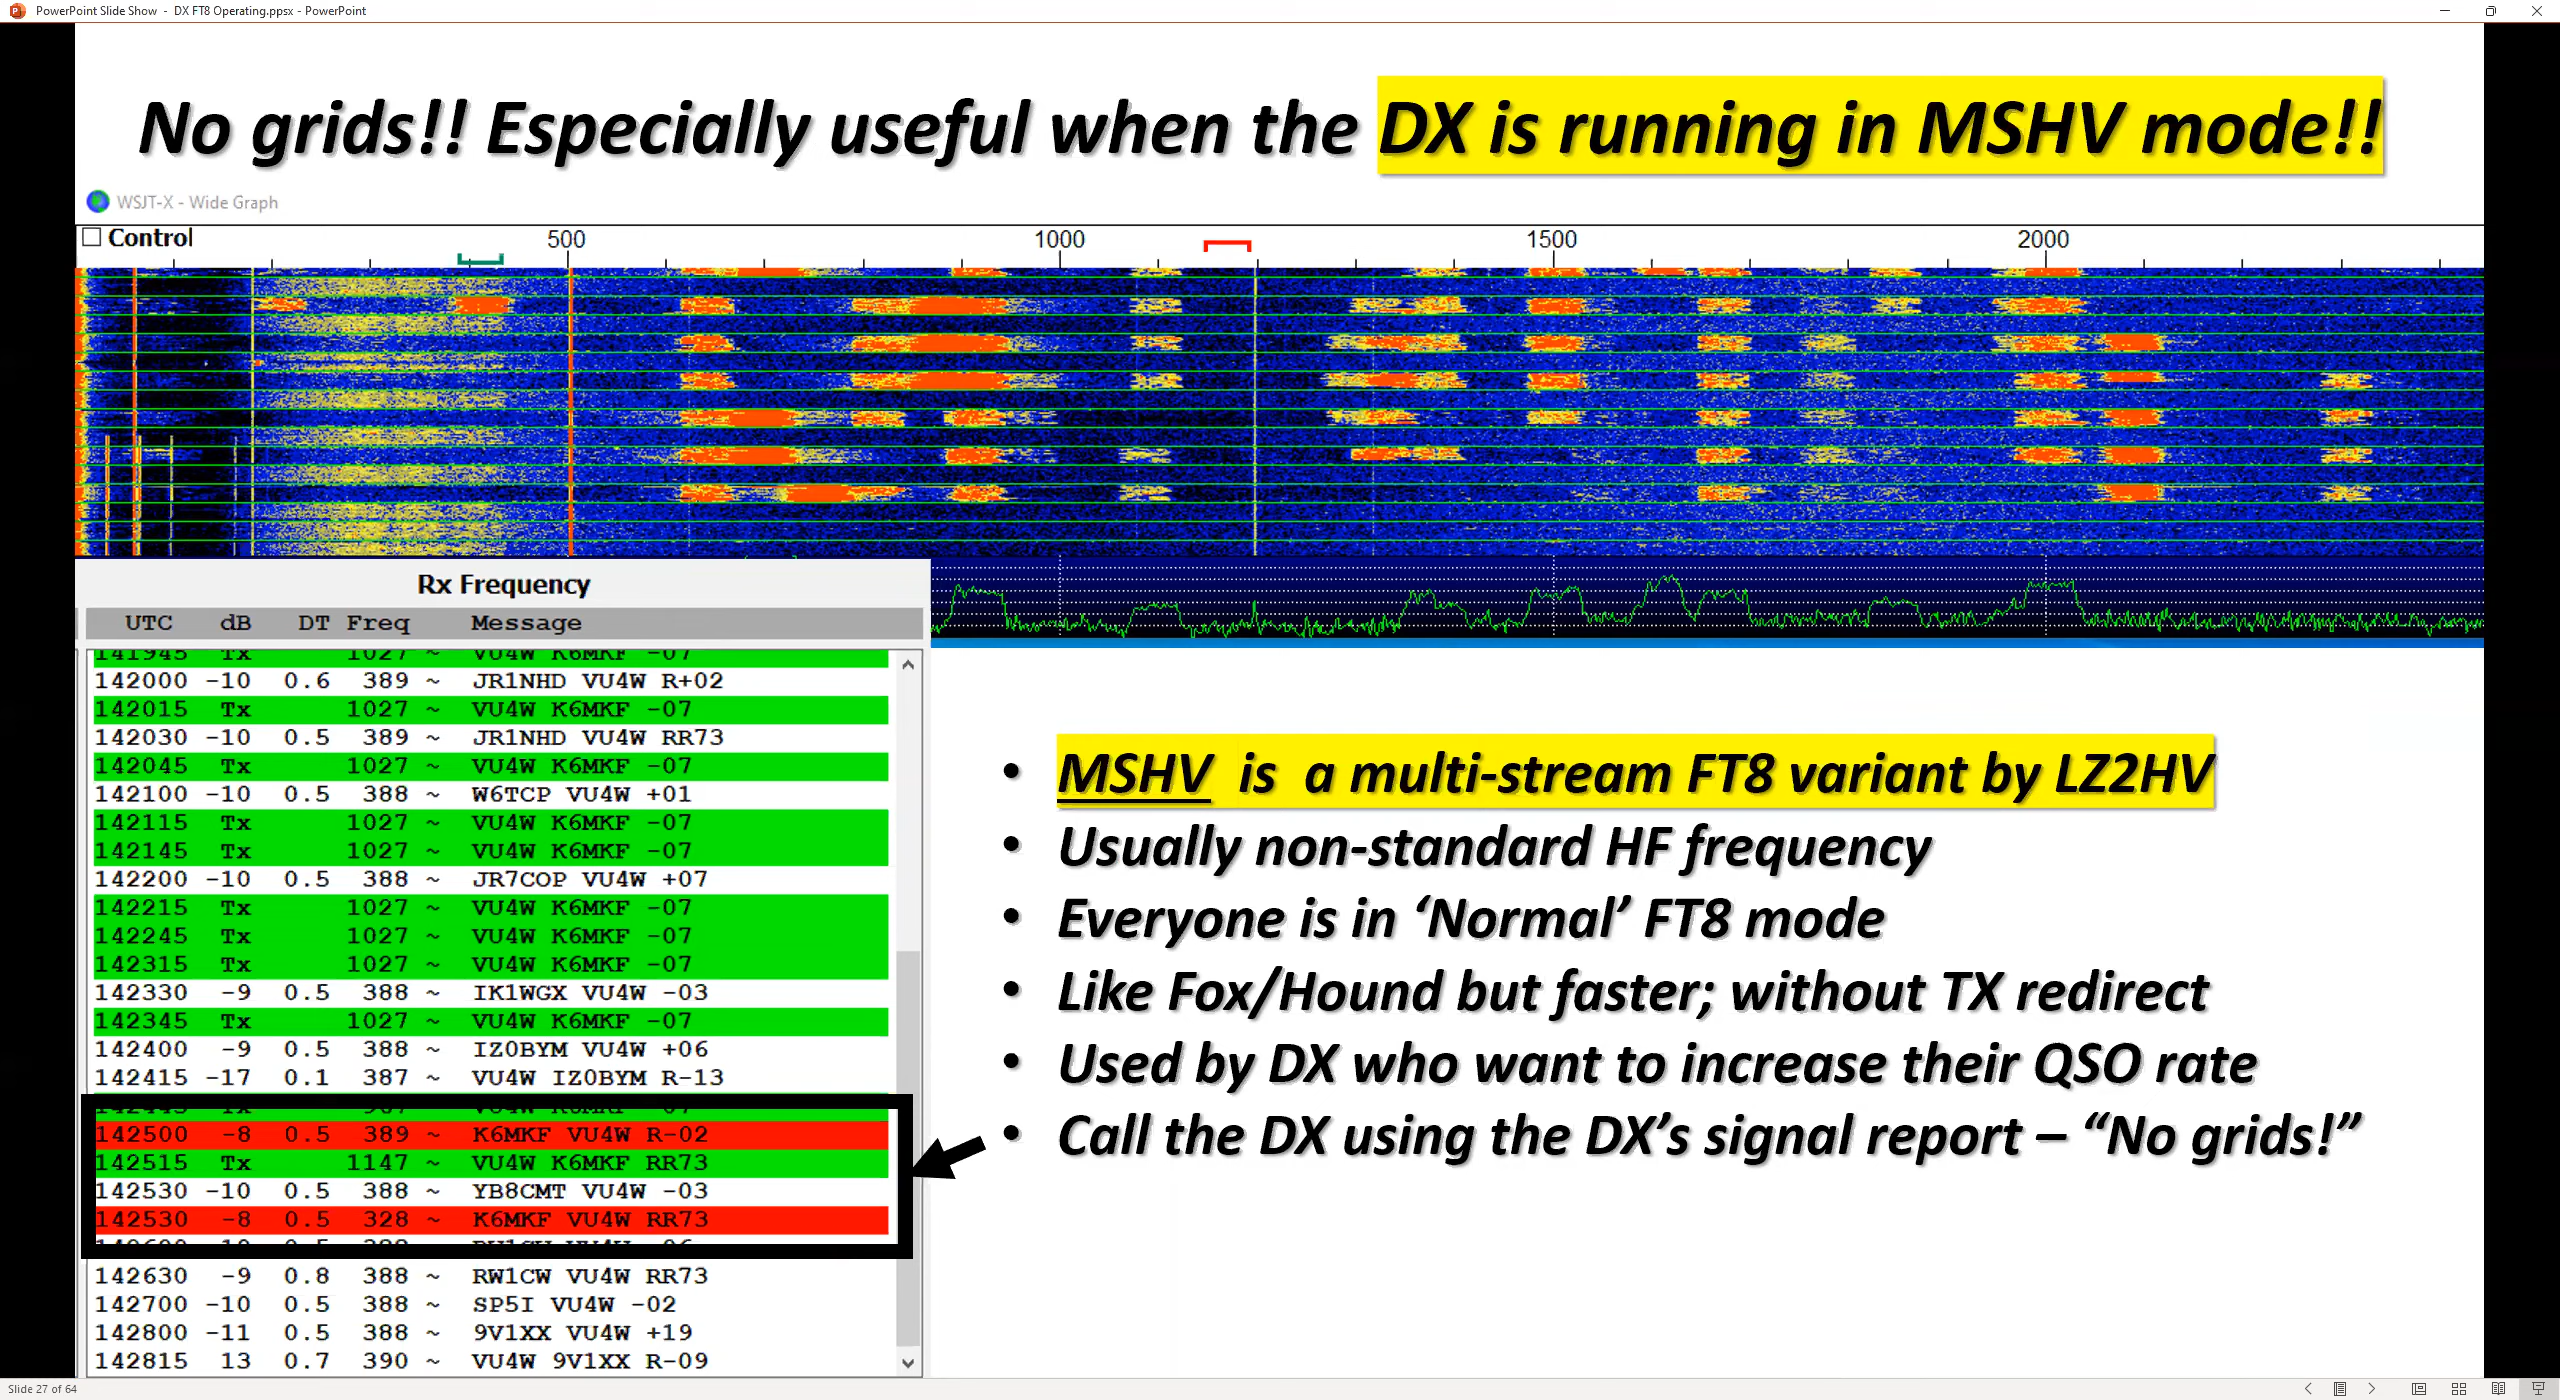 PowerPoint Slide Show - DX FT8 Operating.ppsx - PowerPoint
No grids!! Especially useful when the DX is running in MSHV mode!!
WSJT-X - Wide Graph
Control 500 1000 1500 2000
Rx Frequency
UTC dB DT Freq Message
141945 Tx 1027 ~ VU4W K6MKF -07
142000 -10 0.6 389 ~ JR1NHD VU4W R+02
142015 Tx 1027 ~ VU4W K6MKF -07
142030 -10 0.5 389 ~ JR1NHD VU4W RR73
142045 Tx 1027 ~ VU4W K6MKF -07
142100 -10 0.5 388 ~ W6TCP VU4W +01
142115 Tx 1027 ~ VU4W K6MKF -07
142145 Tx 1027 ~ VU4W K6MKF -07
142200 -10 0.5 388 ~ JR7COP VU4W +07
142215 Tx 1027 ~ VU4W K6MKF -07
142245 Tx 1027 ~ VU4W K6MKF -07
142315 Tx 1027 ~ VU4W K6MKF -07
142330 -9 0.5 388 ~ IK1WGX VU4W -03
142345 Tx 1027 ~ VU4W K6MKF -07
142400 -9 0.5 388 ~ IZ0BYM VU4W +06
142415 -17 0.1 387 ~ VU4W IZ0BYM R-13
142445 Tx 967 ~ VU4W K6MKF -07
142500 -8 0.5 389 ~ K6MKF VU4W R-02
142515 Tx 1147 ~ VU4W K6MKF RR73
142530 -10 0.5 388 ~ YB8CMT VU4W -03
142530 -8 0.5 328 ~ K6MKF VU4W RR73
142630 -9 0.8 388 ~ RW1CW VU4W RR73
142700 -10 0.5 388 ~ SP5I VU4W -02
142800 -11 0.5 388 ~ 9V1XX VU4W +19
142815 13 0.7 390 ~ VU4W 9V1XX R-09
• MSHV is a multi-stream FT8 variant by LZ2HV
• Usually non-standard HF frequency
• Everyone is in ‘Normal’ FT8 mode
• Like Fox/Hound but faster; without TX redirect
• Used by DX who want to increase their QSO rate
• Call the DX using the DX’s signal report – “No grids!”
Slide 27 of 64